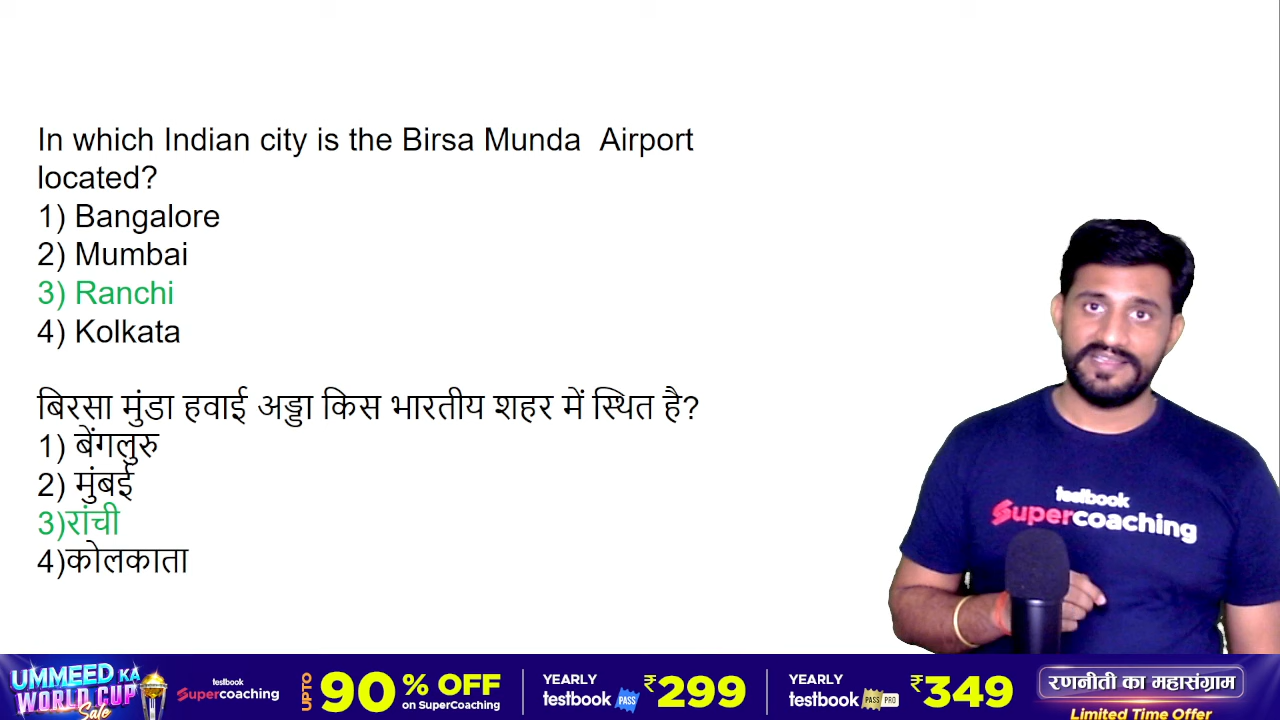 In which Indian city is the Birsa Munda  Airport
located?
1) Bangalore
2) Mumbai
3) Ranchi
4) Kolkata
बिरसा मुंडा हवाई अड्डा किस भारतीय शहर में स्थित है?
1) बेंगलुरु
2) मुंबई
3)रांची
4)कोलकाता
testbook
Supercoaching
UMMEED KA
WORLD CUP
Sale
testbook
Supercoaching
UPTO
90% OFF
on SuperCoaching
YEARLY
testbook PASS
₹299
YEARLY
testbook PASS PRO
₹349
रणनीती का महासंग्राम
Limited Time Offer